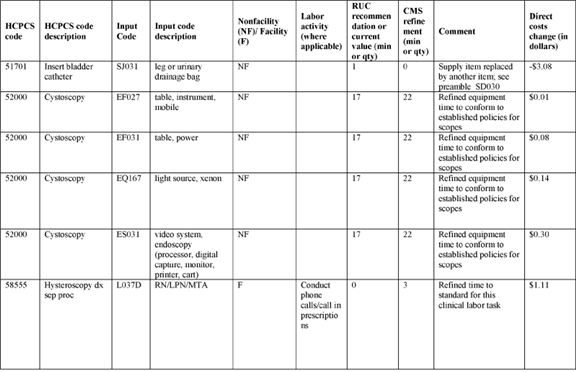 HCPCS code | HCPCS code description | Input Code | Input code description | Nonfacility (NF)/ Facility (F) | Labor activity (where applicable) | RUC recommen dation or current value (min or qty) | CMS refine ment (min or qty) | Comment | Direct costs change (in dollars)
51701 | Insert bladder catheter | SJ031 | leg or urinary drainage bag | NF | | 1 | 0 | Supply item replaced by another item; see preamble SD030 | -$3.08
52000 | Cystoscopy | EF027 | table, instrument, mobile | NF | | 17 | 22 | Refined equipment time to conform to established policies for scopes | $0.01
52000 | Cystoscopy | EF031 | table, power | NF | | 17 | 22 | Refined equipment time to conform to established policies for scopes | $0.08
52000 | Cystoscopy | EQ167 | light source, xenon | NF | | 17 | 22 | Refined equipment time to conform to established policies for scopes | $0.14
52000 | Cystoscopy | ES031 | video system, endoscopy (processor, digital capture, monitor, printer, cart) | NF | | 17 | 22 | Refined equipment time to conform to established policies for scopes | $0.30
58555 | Hysteroscopy dx sep proc | L037D | RN/LPN/MTA | F | Conduct phone calls/call in prescriptio ns | 0 | 3 | Refined time to standard for this clinical labor task | $1.11